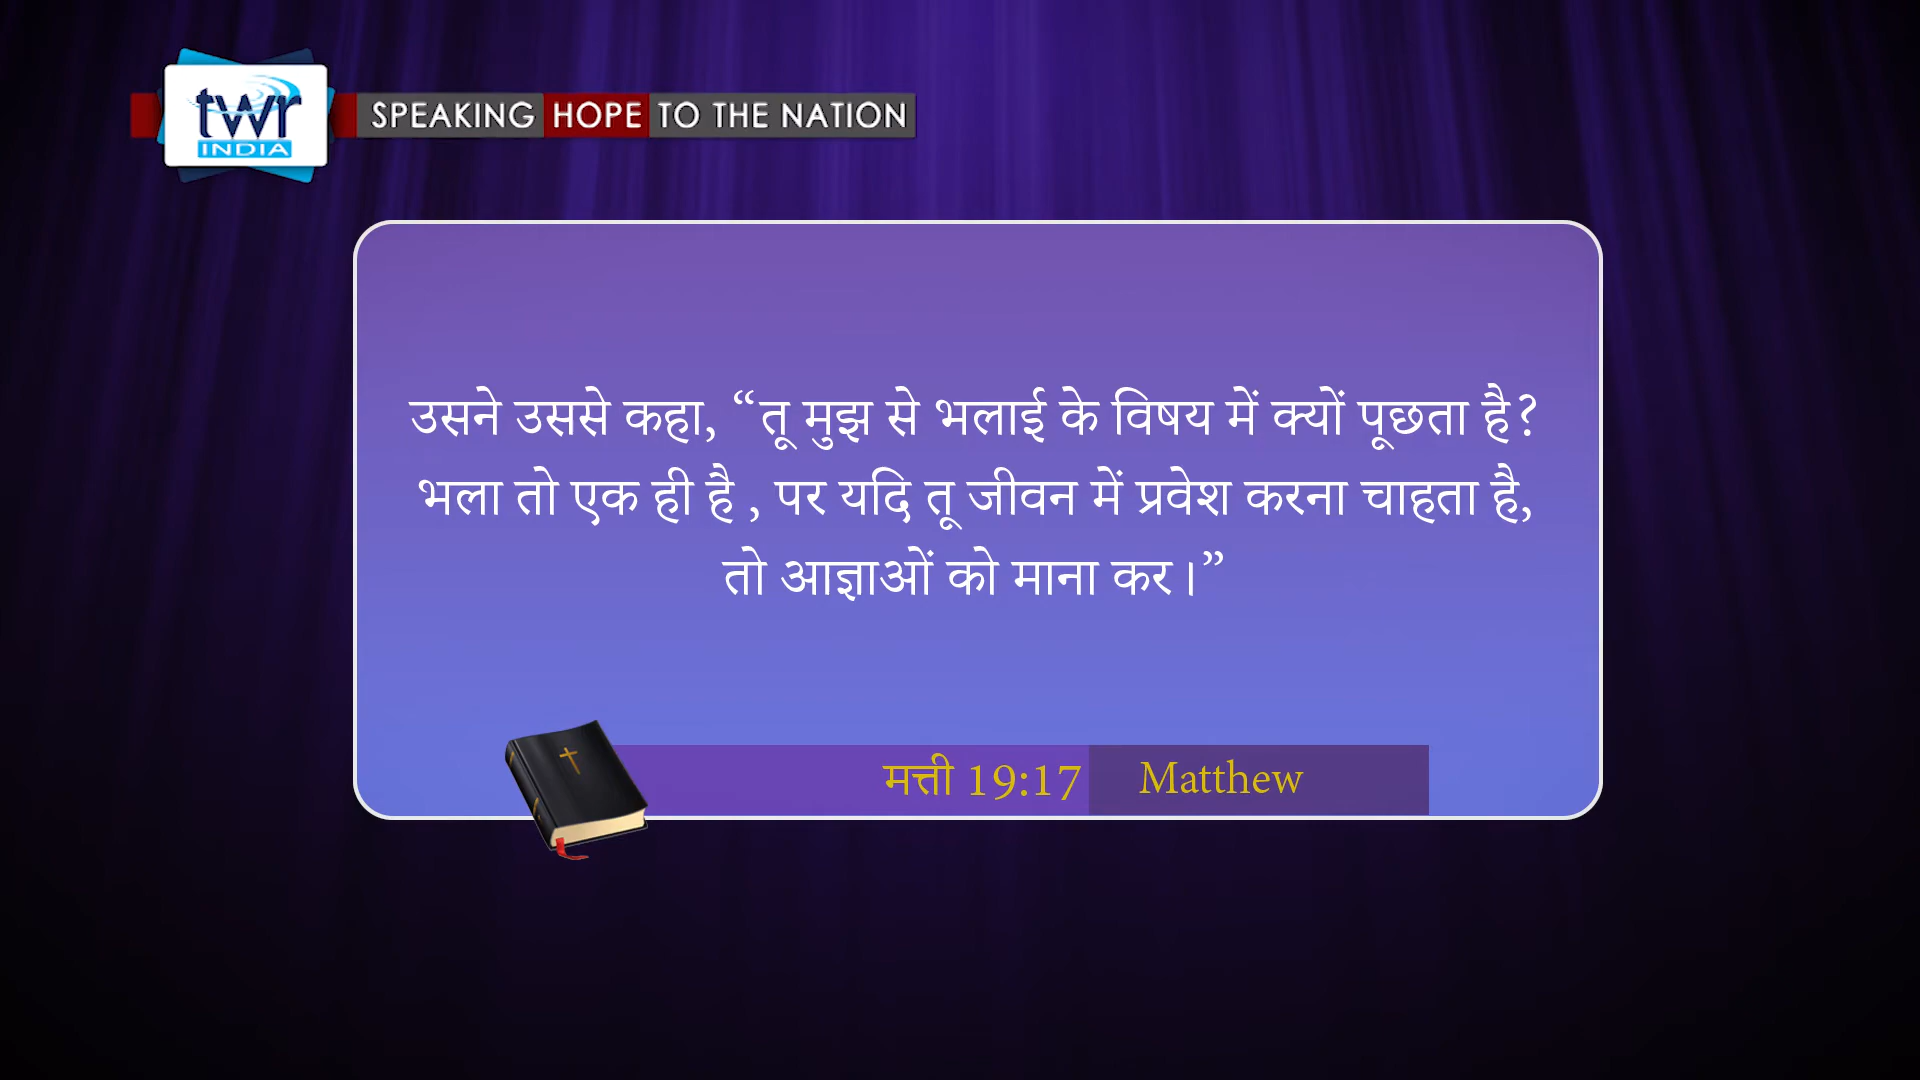 twr
INDIA
SPEAKING HOPE TO THE NATION
उसने उससे कहा, “तू मुझ से भलाई के विषय में क्यों पूछता है?
भला तो एक ही है , पर यदि तू जीवन में प्रवेश करना चाहता है,
तो आज्ञाओं को माना कर।”
मत्ती 19:17 Matthew